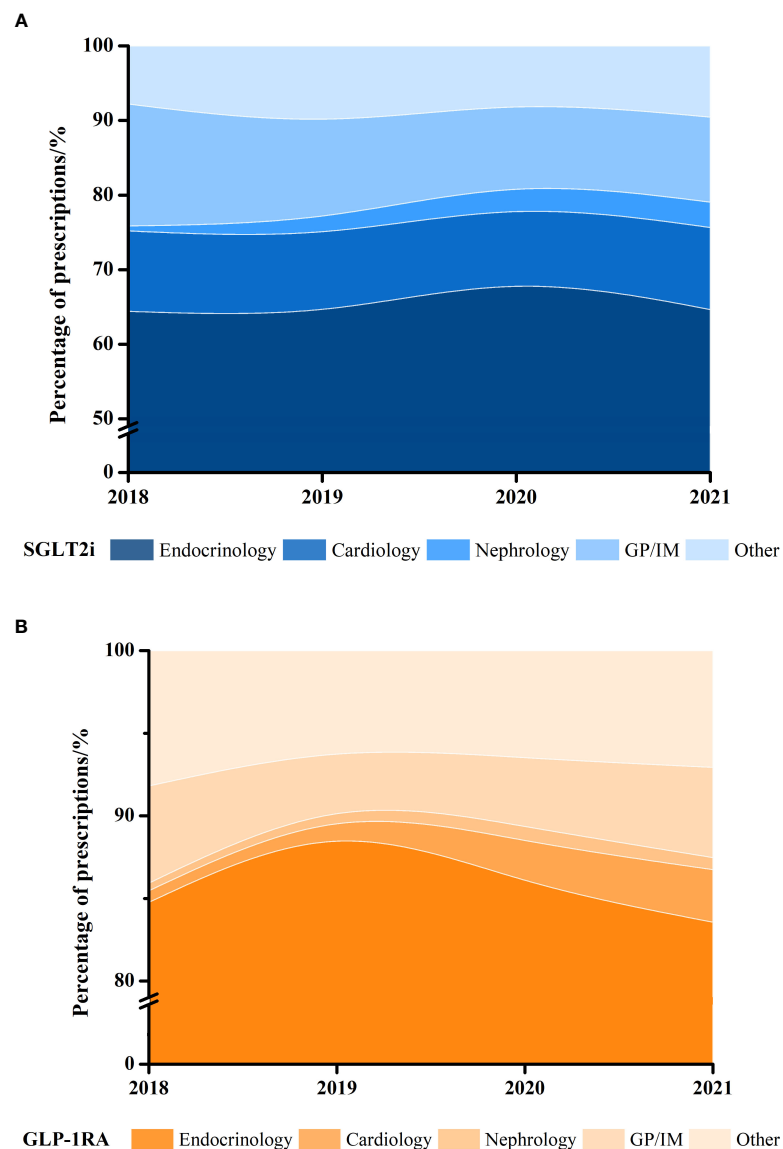 A
Percentage of prescriptions/%
100
90
80
70
60
50
0
2018 2019 2020 2021
SGLT2i Endocrinology Cardiology Nephrology GP/IM Other
B
Percentage of prescriptions/%
100
90
80
0
2018 2019 2020 2021
GLP-1RA Endocrinology Cardiology Nephrology GP/IM Other